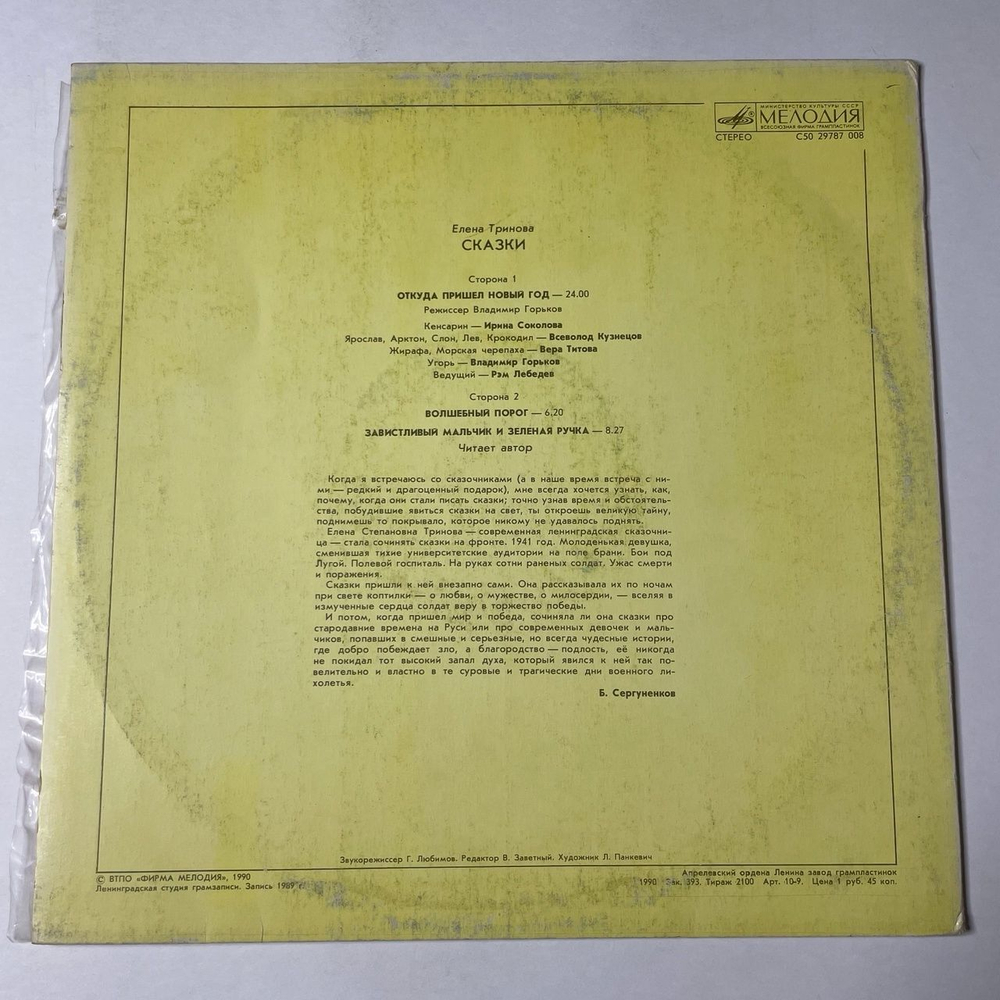 МИНИСТЕРСТВО КУЛЬТУРЫ СССР
МЕЛОДИЯ
ВСЕСОЮЗНАЯ ФИРМА ГРАМПЛАСТИНОК
СТЕРЕО С50 29787 008
Елена Тринова
СКАЗКИ
Сторона 1
ОТКУДА ПРИШЕЛ НОВЫЙ ГОД — 24.00
Режиссер Владимир Горьков
Кенсарин — Ирина Соколова
Ярослав, Арктон, Слон, Лев, Крокодил — Всеволод Кузнецов
Жирафа, Морская черепаха — Вера Титова
Угорь — Владимир Горьков
Ведущий — Рэм Лебедев
Сторона 2
ВОЛШЕБНЫЙ ПОРОГ — 6.20
ЗАВИСТЛИВЫЙ МАЛЬЧИК И ЗЕЛЕНАЯ РУЧКА — 8.27
Читает автор
Когда я встречаюсь со сказочниками (а в наше время встреча с ни-
ми — редкий и драгоценный подарок), мне всегда хочется узнать, как,
почему, когда они стали писать сказки; точно узнав время и обстоятель-
ства, побудившие явиться сказки на свет, ты откроешь великую тайну,
поднимешь то покрывало, которое никому не удавалось поднять.
Елена Степановна Тринова — современная ленинградская сказочни-
ца — стала сочинять сказки на фронте. 1941 год. Молоденькая девушка,
сменившая тихие университетские аудитории на поле брани. Бои под
Лугой. Полевой госпиталь. На руках сотни раненых солдат. Ужас смерти
и поражения.
Сказки пришли к ней внезапно сами. Она рассказывала их по ночам
при свете коптилки — о любви, о мужестве, о милосердии, — вселяя в
измученные сердца солдат веру в торжество победы.
И потом, когда пришел мир и победа, сочиняла ли она сказки про
стародавние времена на Руси или про современных девочек и маль-
чиков, попавших в смешные и серьезные, но всегда чудесные истории,
где добро побеждает зло, а благородство — подлость, её никогда
не покидал тот высокий запал духа, который явился к ней так по-
велительно и властно в те суровые и трагические дни военного ли-
холетья.
Б. Сергуненков
Звукорежиссер Г. Любимов. Редактор В. Заветный. Художник Л. Панкевич
© ВТПО «ФИРМА МЕЛОДИЯ», 1990
Ленинградская студия грамзаписи. Запись 1989 г.
Апрелевский ордена Ленина завод грампластинок
1990 Зак. 393. Тираж 2100 Арт. 10-9. Цена 1 руб. 45 коп.